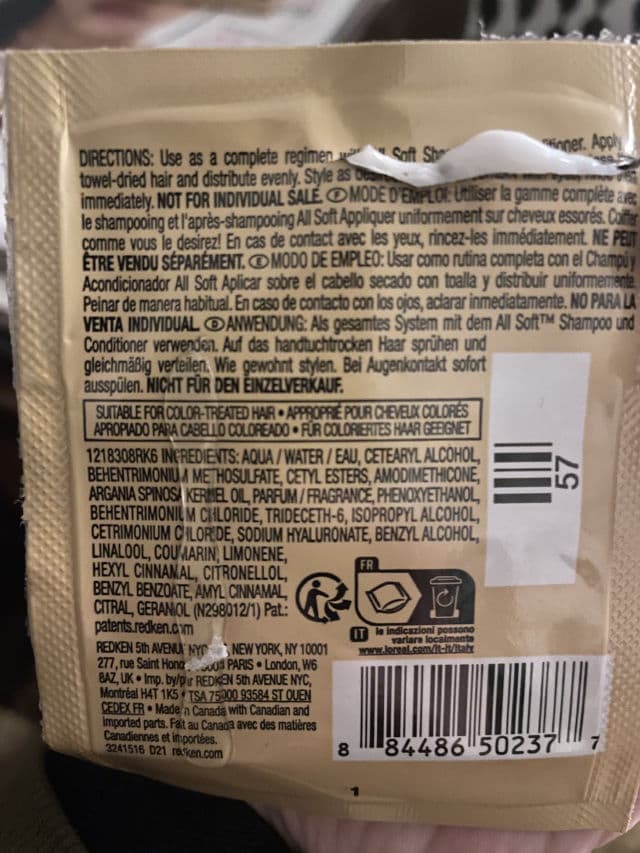 DIRECTIONS: Use as a complete regimen Soft Apply
towel-dried hair and distribute evenly. Style as
immediately. NOT FOR INDIVIDUAL SALE. F MODE D'EMPLOI: Utiliser la gamme complète avec
le shampooing et l'après-shampooing All Soft Appliquer uniformement sur cheveux essorés. Coiffer
comme vous le desirez! En cas de contact avec les yeux, rincez-les immédiatement. NE PEUT
ÊTRE VENDU SÉPARÉMENT. E MODO DE EMPLEO: Usar como rutina completa con el Champú y
Acondicionador All Soft Aplicar sobre el cabello secado con toalla y distribuir uniformemente.
Peinar de manera habitual. En caso de contacto con los ojos, aclarar inmediatamente. NO PARA LA
VENTA INDIVIDUAL. D ANWENDUNG: Als gesamtes System mit dem All Soft™ Shampoo und
Conditioner verwenden. Auf das handtuchtrocken Haar sprühen und
gleichmäßig verteilen. Wie gewohnt stylen. Bei Augenkontakt sofort
ausspülen. NICHT FÜR DEN EINZELVERKAUF.
SUITABLE FOR COLOR-TREATED HAIR • APPROPRIÉ POUR CHEVEUX COLORÉS
APROPIADO PARA CABELLO COLOREADO • FÜR COLORIERTES HAAR GEEIGNET
1218308RK6 INGREDIENTS: AQUA / WATER / EAU, CETEARYL ALCOHOL,
BEHENTRIMONIUM METHOSULFATE, CETYL ESTERS, AMODIMETHICONE,
ARGANIA SPINOSA KERNEL OIL, PARFUM / FRAGRANCE, PHENOXYETHANOL,
BEHENTRIMONIUM CHLORIDE, TRIDECETH-6, ISOPROPYL ALCOHOL,
CETRIMONIUM CHLORIDE, SODIUM HYALURONATE, BENZYL ALCOHOL,
LINALOOL, COUMARIN, LIMONENE,
HEXYL CINNAMAL, CITRONELLOL,
BENZYL BENZOATE, AMYL CINNAMAL,
CITRAL, GERANIOL (N298012/1) Pat.:
patents.redken.com
57
FR
IT le indicazioni possono
variare localmente
www.loreal.com/it-it/italy
REDKEN 5th AVENUE NYC NEW YORK, NY 10001
277, rue Saint PARIS • London, W6
8AZ, UK • Imp. by/par REDKEN 5th AVENUE NYC,
Montréal H4T 1K5 • TSA 75000 93584 ST OUEN
CEDEX FR • Made in Canada with Canadian and
imported parts. Fait au Canada avec des matières
Canadiennes et importées.
3241516 D21 redken.com
8 84486 50237 7
1